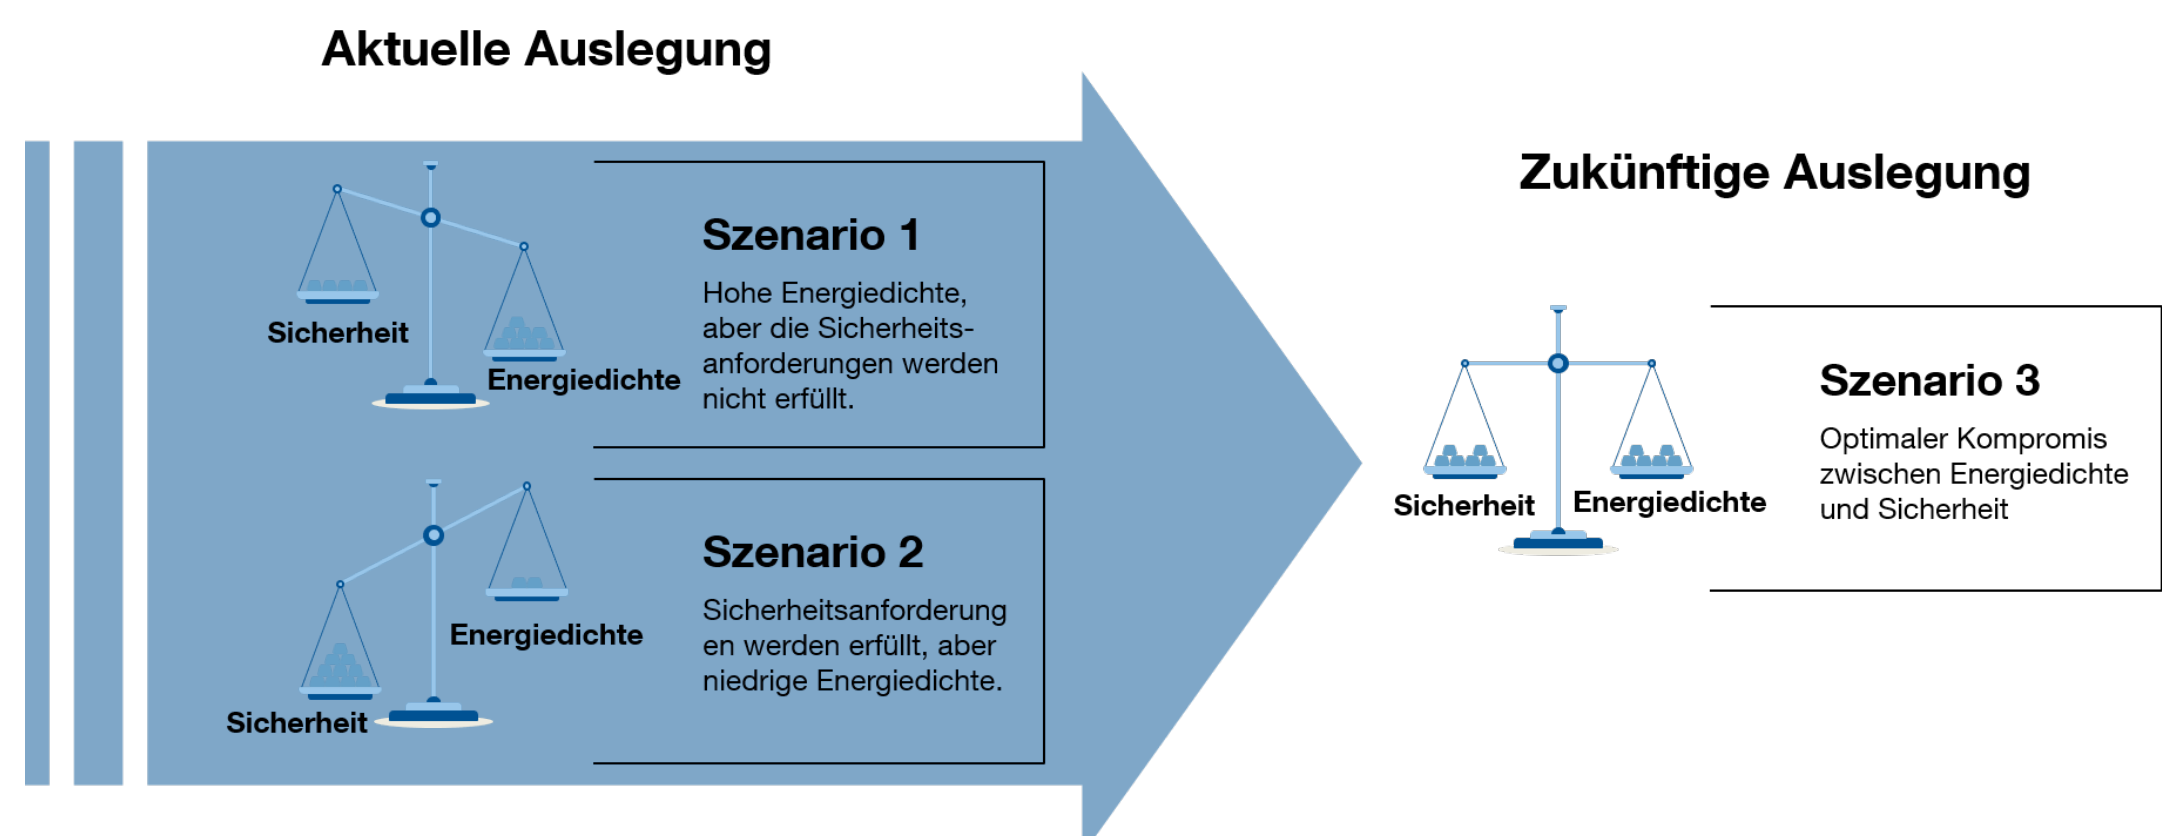 Aktuelle Auslegung
Szenario 1
Hohe Energiedichte,
aber die Sicherheits-
anforderungen werden
nicht erfüllt.
Sicherheit
Energiedichte
Szenario 2
Sicherheitsanforderung
en werden erfüllt, aber
niedrige Energiedichte.
Energiedichte
Sicherheit
Zukünftige Auslegung
Szenario 3
Optimaler Kompromis
zwischen Energiedichte
und Sicherheit
Sicherheit
Energiedichte